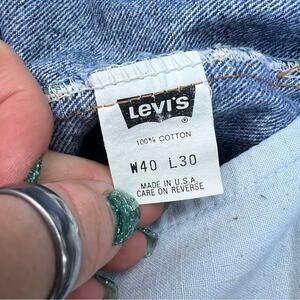 Levi's
®
100% COTTON
W40 L30
MADE IN U.S.A.
CARE ON REVERSE